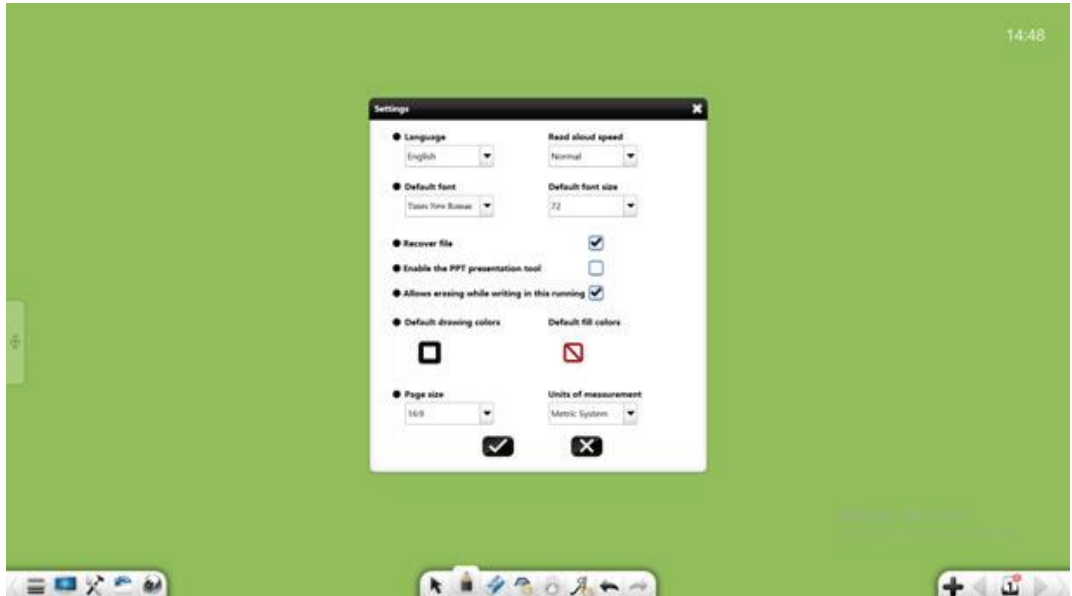 14:48
Settings
Language
Read aloud speed
English
Normal
Default font
Default font size
Times New Roman
72
Recover file
Enable the PPT presentation tool
Allows erasing while writing in this running
Default drawing colors
Default fill colors
Page size
Units of measurement
16:9
Metric System
1